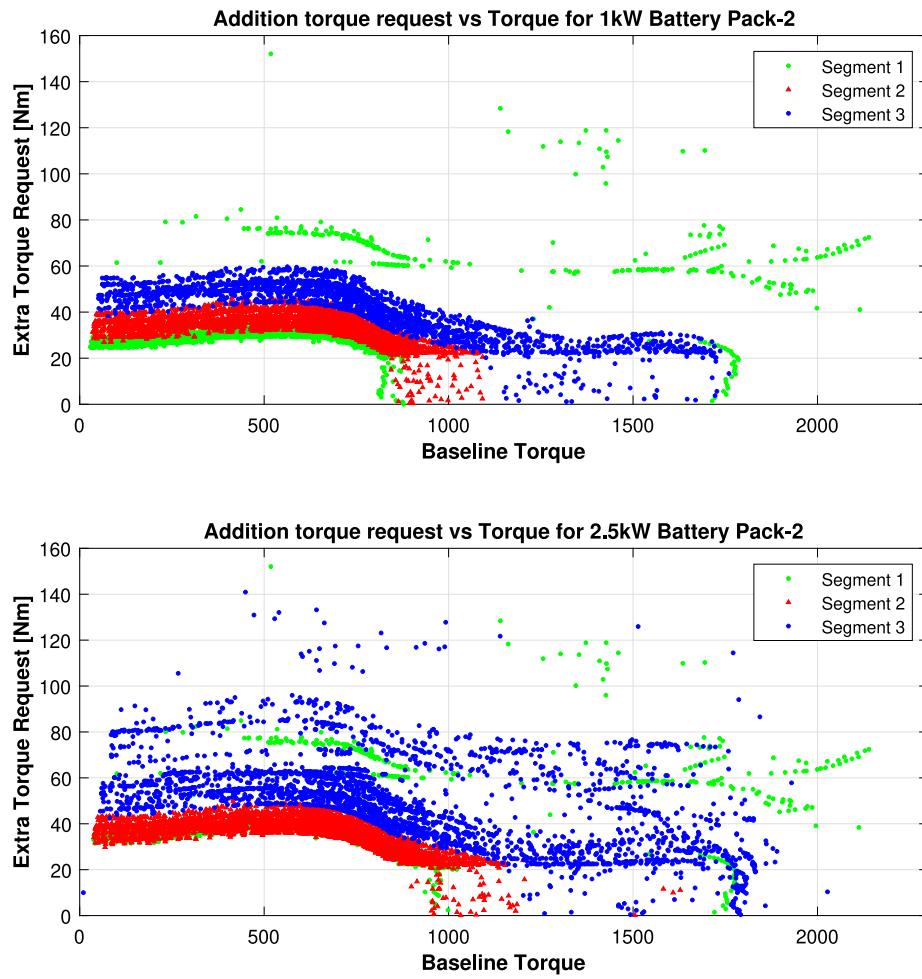 Addition torque request vs Torque for 1kW Battery Pack-2
160
140
120
100
80
60
40
20
0
Extra Torque Request [Nm]
Segment 1
Segment 2
Segment 3
0 500 1000 1500 2000
Baseline Torque
Addition torque request vs Torque for 2.5kW Battery Pack-2
160
140
120
100
80
60
40
20
0
Extra Torque Request [Nm]
Segment 1
Segment 2
Segment 3
0 500 1000 1500 2000
Baseline Torque